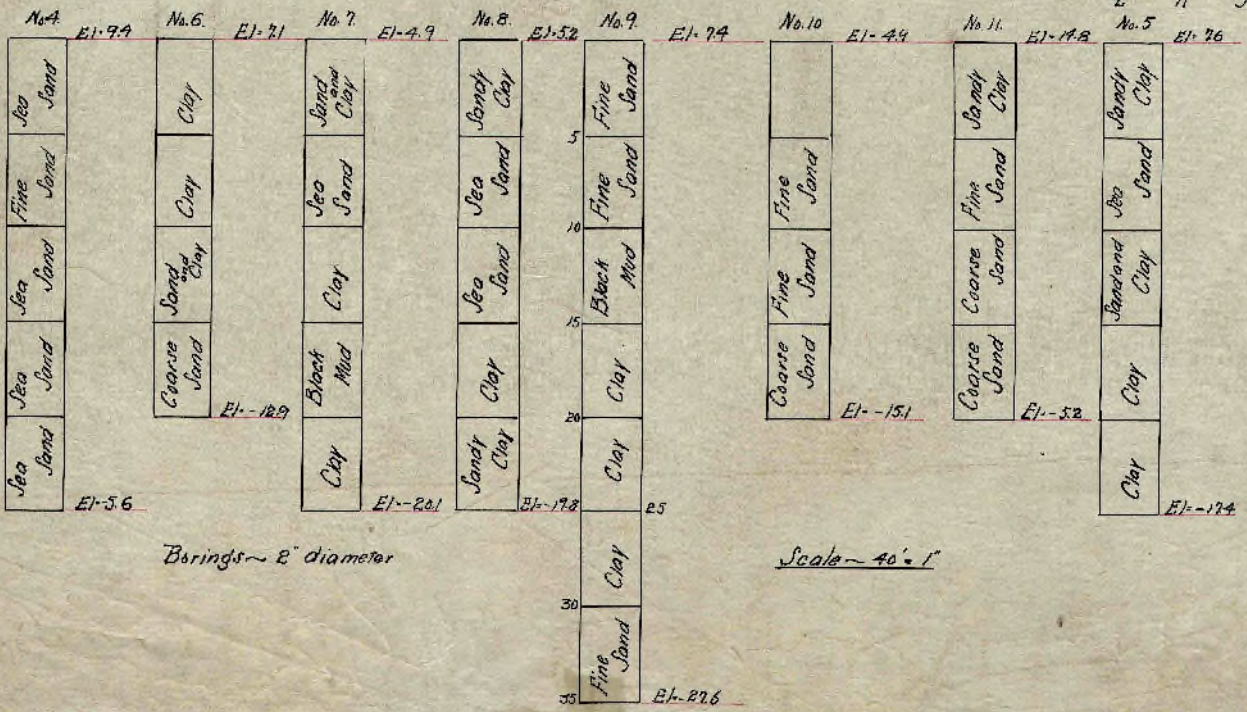 No.4. El=9.4 No.6. El=7.1 No.7. El=4.9 No.8. El=5.2 No.9. El=7.4 No.10 El=4.9 No.11. El=14.8 No.5 El=7.6
Sea Sand
Fine Sand
Sea Sand
Sea Sand
Sea Sand
El=-5.6
Clay
Clay
Sand and Clay
Coarse Sand
El=-12.9
Sand and Clay
Sea Sand
Clay
Black Mud
Clay
El=-20.1
Sandy Clay
Sea Sand
Sea Sand
Clay
Sandy Clay
El=-19.8
5
10
15
20
25
30
35
Fine Sand
Fine Sand
Black Mud
Clay
Clay
Clay
Fine Sand
El=-27.6
Fine Sand
Fine Sand
Coarse Sand
El=-15.1
Sandy Clay
Fine Sand
Coarse Sand
Coarse Sand
El=-5.2
Sandy Clay
Sea Sand
Sand and Clay
Clay
Clay
El=-17.4
Borings ~ 2" diameter
Scale ~ 40' = 1"